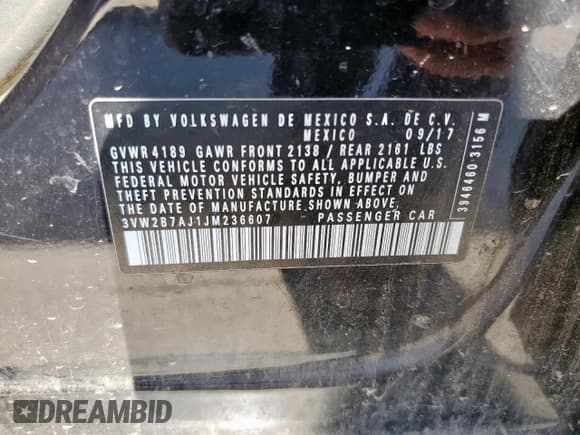 MFD BY VOLKSWAGEN DE MEXICO S.A. DE C.V.
MEXICO 09/17
GVWR 4189 GAWR FRONT 2138 / REAR 2161 LBS
THIS VEHICLE CONFORMS TO ALL APPLICABLE U.S.
FEDERAL MOTOR VEHICLE SAFETY, BUMPER AND
THEFT PREVENTION STANDARDS IN EFFECT ON
THE DATE OF MANUFACTURE SHOWN ABOVE.
3VW2B7AJ1JM236607 PASSENGER CAR
3946460 3156 M
DREAMBID